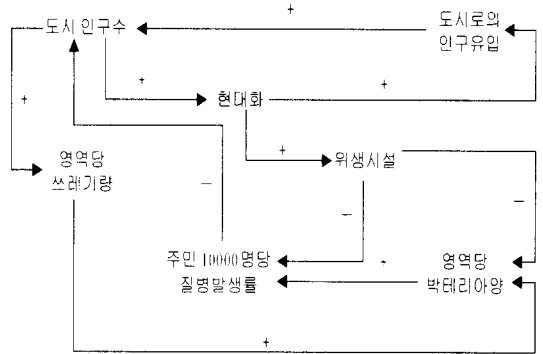 +
도시 인구수
도시로의
인구유입
+
+
+
현대화
영역당
쓰레기량
+
위생시설
−
−
−
주민 10000명당
질병발생률
+
영역당
박테리아양
+